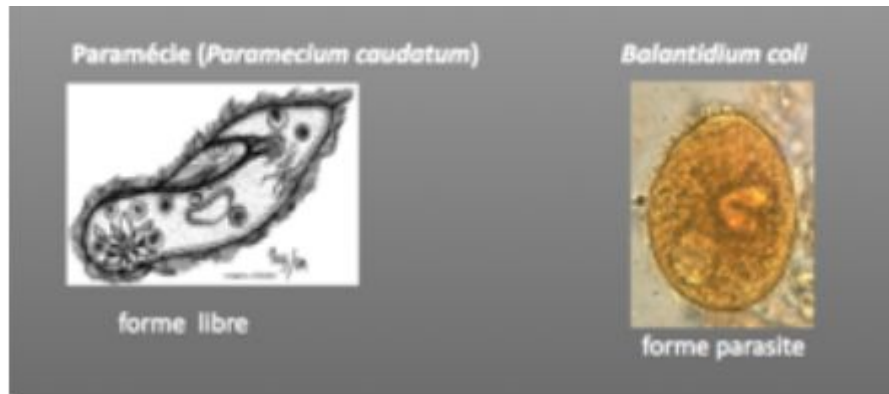 Paramécie (Paramecium caudatum)
Balantidium coli
forme libre
forme parasite